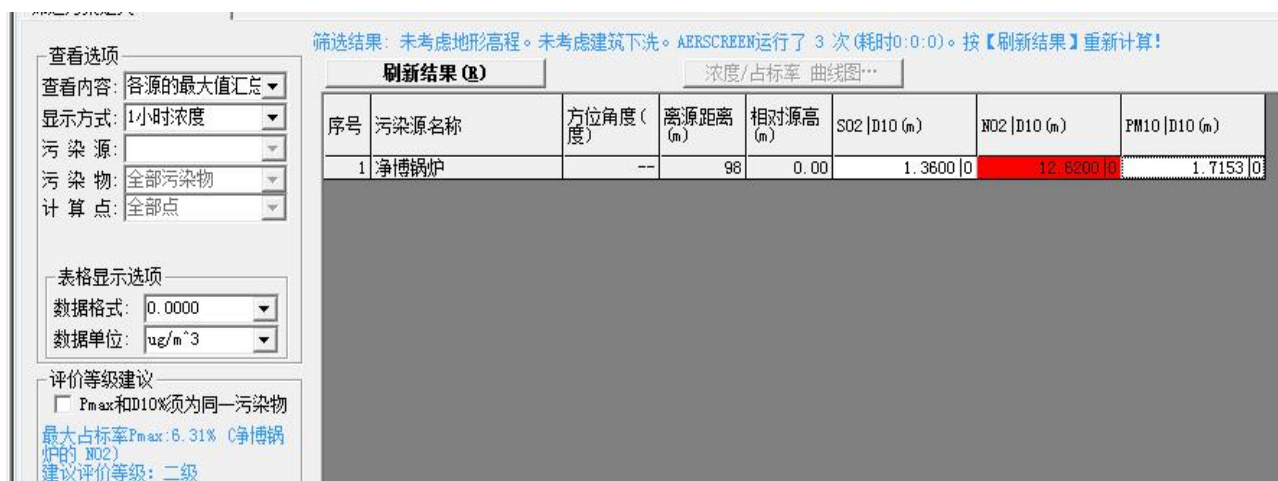 筛选结果: 未考虑地形高程。未考虑建筑下洗。AERSCREEN运行了 3 次(耗时0:0:0)。按【刷新结果】重新计算!
查看选项
查看内容: 各源的最大值汇总
显示方式: 1小时浓度
污 染 源:
污 染 物: 全部污染物
计 算 点: 全部点
刷新结果(R)
浓度/占标率 曲线图…
序号 污染源名称 方位角度(度) 离源距离(m) 相对源高(m) SO2|D10(m) NO2|D10(m) PM10|D10(m)
1 净博锅炉 -- 98 0.00 1.3600|0 12.6200|0 1.7153|0
表格显示选项
数据格式: 0.0000
数据单位: ug/m^3
评价等级建议
Pmax和D10%须为同一污染物
最大占标率Pmax:6.31% (净博锅
炉的 NO2)
建议评价等级: 二级